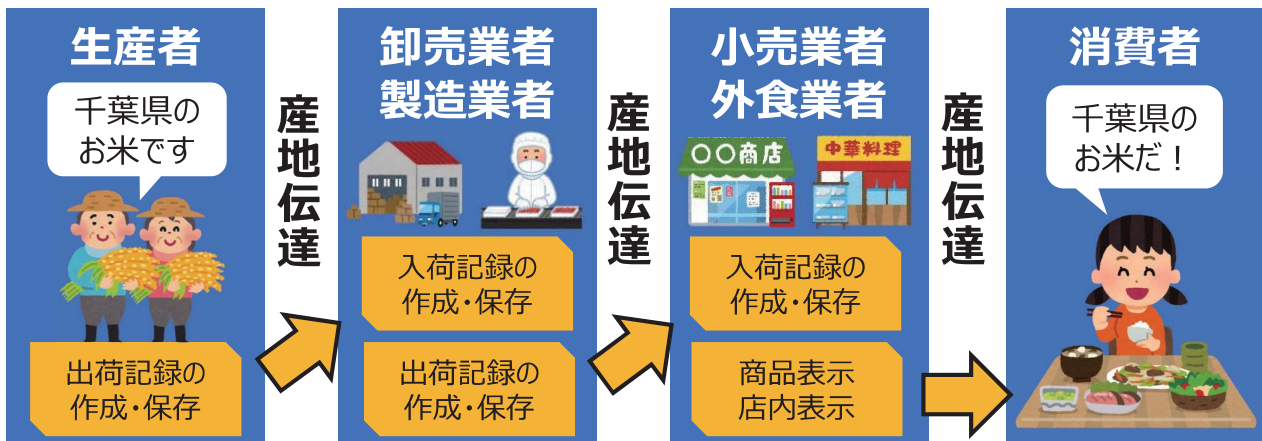 生産者
千葉県の
お米です
出荷記録の
作成・保存
産地伝達
卸売業者
製造業者
入荷記録の
作成・保存
出荷記録の
作成・保存
産地伝達
小売業者
外食業者
〇〇商店
中華料理
入荷記録の
作成・保存
商品表示
店内表示
産地伝達
消費者
千葉県の
お米だ！